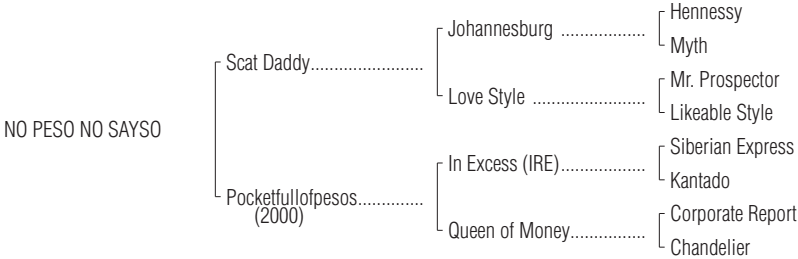 Hennessy
Johannesburg ...................
Myth
Scat Daddy.........................
Mr. Prospector
Love Style .........................
Likeable Style
NO PESO NO SAYSO
Siberian Express
In Excess (IRE)...................
Kantado
Pocketfullofpesos..............
(2000)
Corporate Report
Queen of Money.................
Chandelier